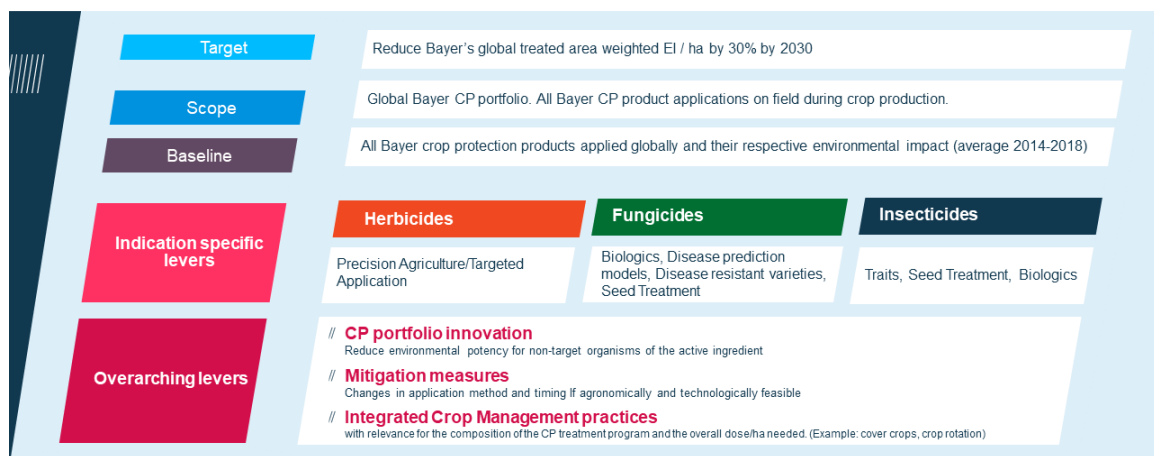 Target
Reduce Bayer's global treated area weighted EI / ha by 30% by 2030
Scope
Global Bayer CP portfolio. All Bayer CP product applications on field during crop production.
Baseline
All Bayer crop protection products applied globally and their respective environmental impact (average 2014-2018)
Indication specific
levers
Herbicides
Fungicides
Insecticides
Precision Agriculture/Targeted
Application
Biologics, Disease prediction
models, Disease resistant varieties,
Seed Treatment
Traits, Seed Treatment, Biologics
Overarching levers
// CP portfolio innovation
Reduce environmental potency for non-target organisms of the active ingredient
// Mitigation measures
Changes in application method and timing If agronomically and technologically feasible
// Integrated Crop Management practices
with relevance for the composition of the CP treatment program and the overall dose/ha needed. (Example: cover crops, crop rotation)